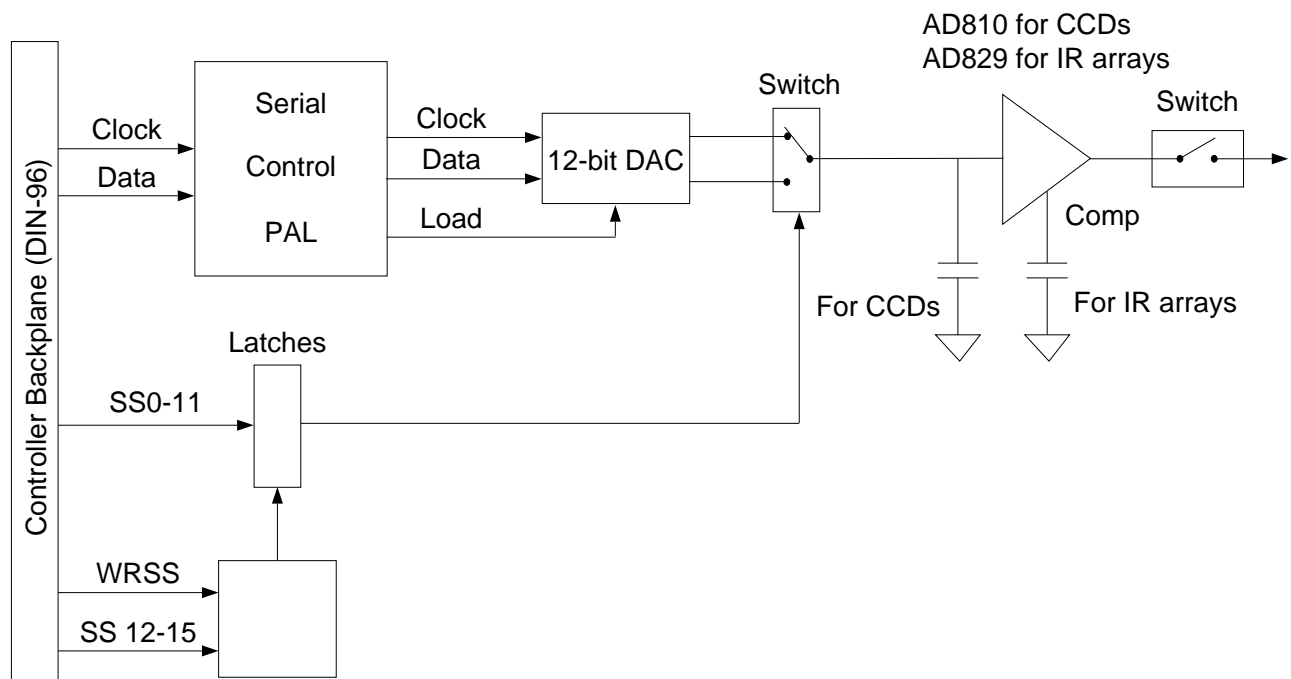 AD810 for CCDs
AD829 for IR arrays
Switch
Switch
Serial
Control
PAL
Clock
Data
Clock
Data
Load
12-bit DAC
Comp
For CCDs
For IR arrays
Latches
SS0-11
WRSS
SS 12-15
Controller Backplane (DIN-96)